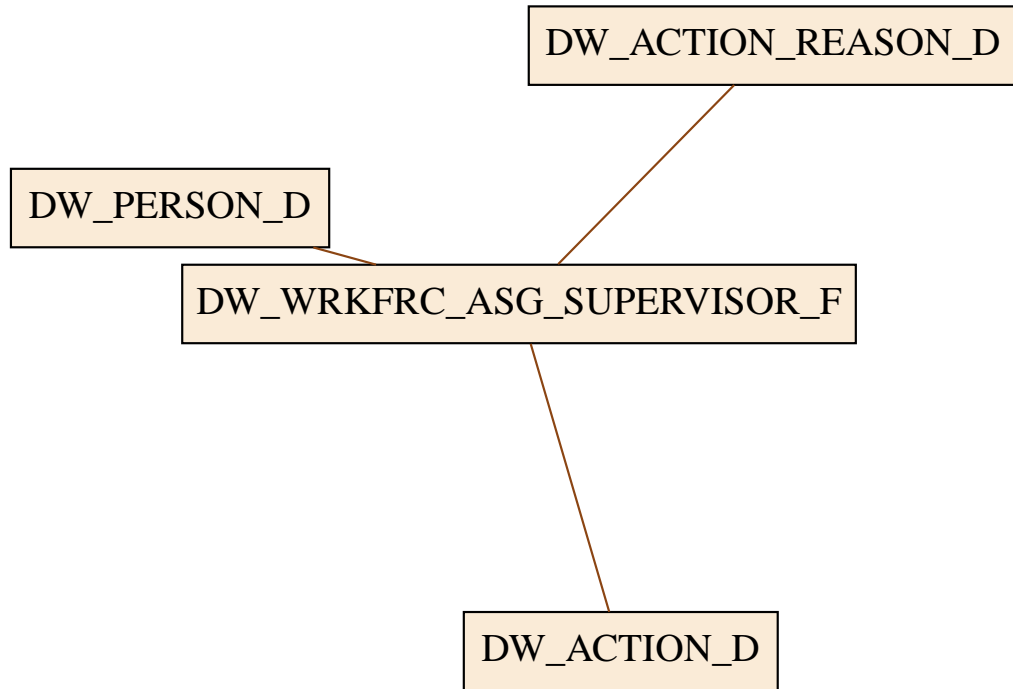 DW_ACTION_REASON_D
DW_PERSON_D
DW_WRKFRC_ASG_SUPERVISOR_F
DW_ACTION_D